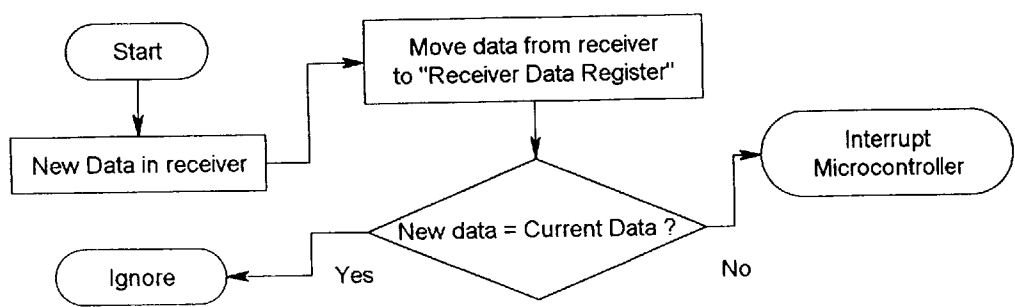 Start
New Data in receiver
Move data from receiver
to "Receiver Data Register"
New data = Current Data ?
Yes
Ignore
No
Interrupt
Microcontroller